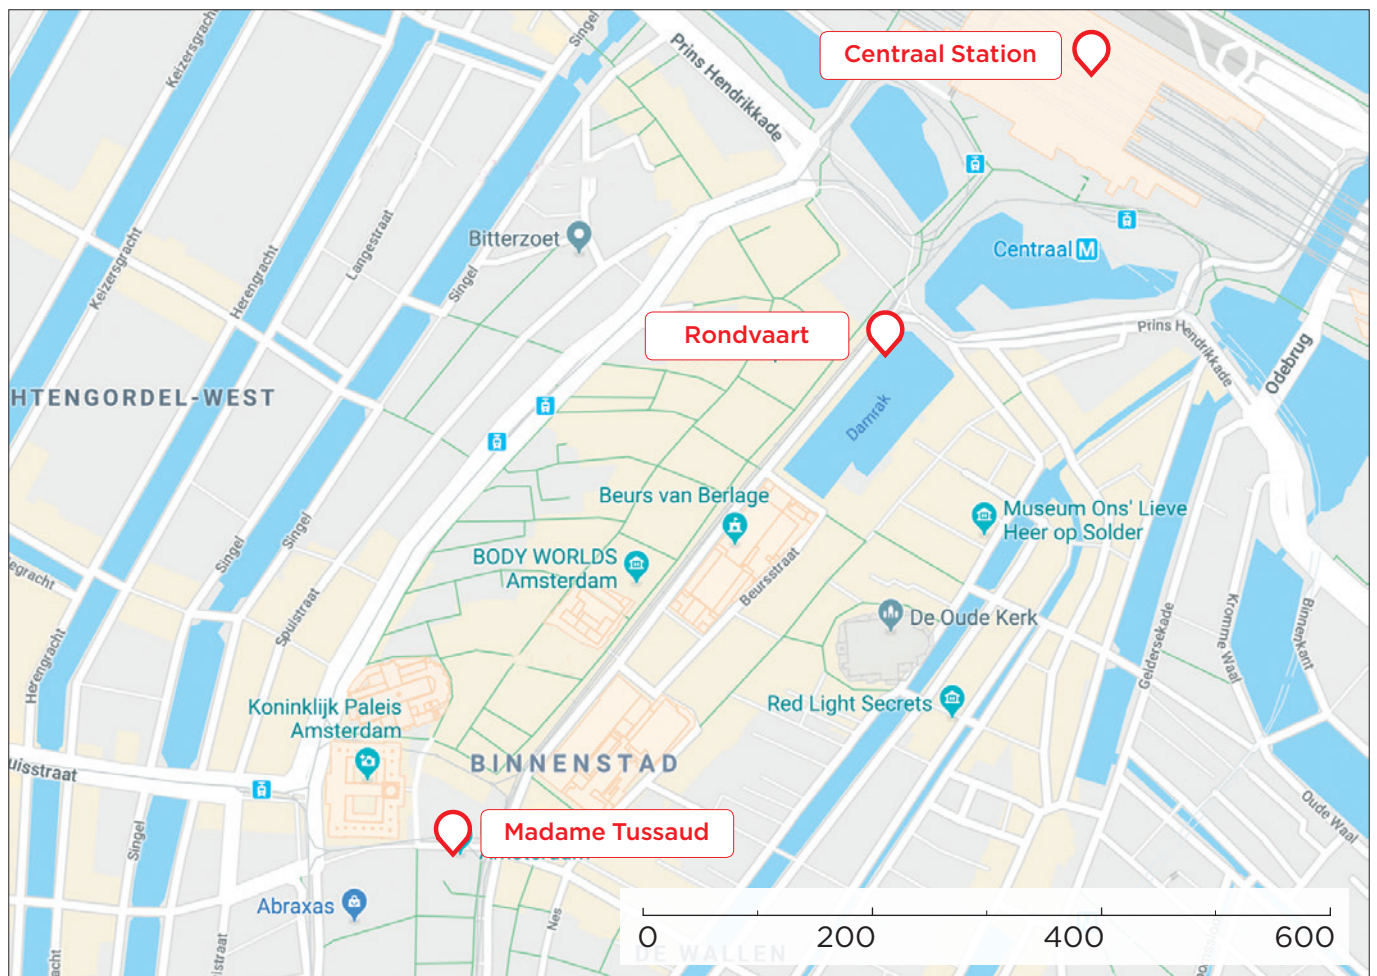 Keizersgracht
Singel
Prins Hendrikkade
Centraal Station
Langestraat
Bitterzoet
Centraal M
Keizersgracht
Herengracht
Singel
Rondvaart
Prins Hendrikkade
Odebrug
HTENGORDEL-WEST
Damrak
Beurs van Berlage
Museum Ons' Lieve
Heer op Solder
BODY WORLDS
Amsterdam
Singel
Singel
Beursstraat
egracht
Spuistraat
De Oude Kerk
Herengracht
Geldersekade
Kromme Waal
Binnenkant
Koninklijk Paleis
Amsterdam
Red Light Secrets
BINNENSTAD
uisstraat
Oude Waal
Madame Tussaud
Amsterdam
Singel
Abraxas
Nes
0 200 400 600
DE WALLEN
acht
straat